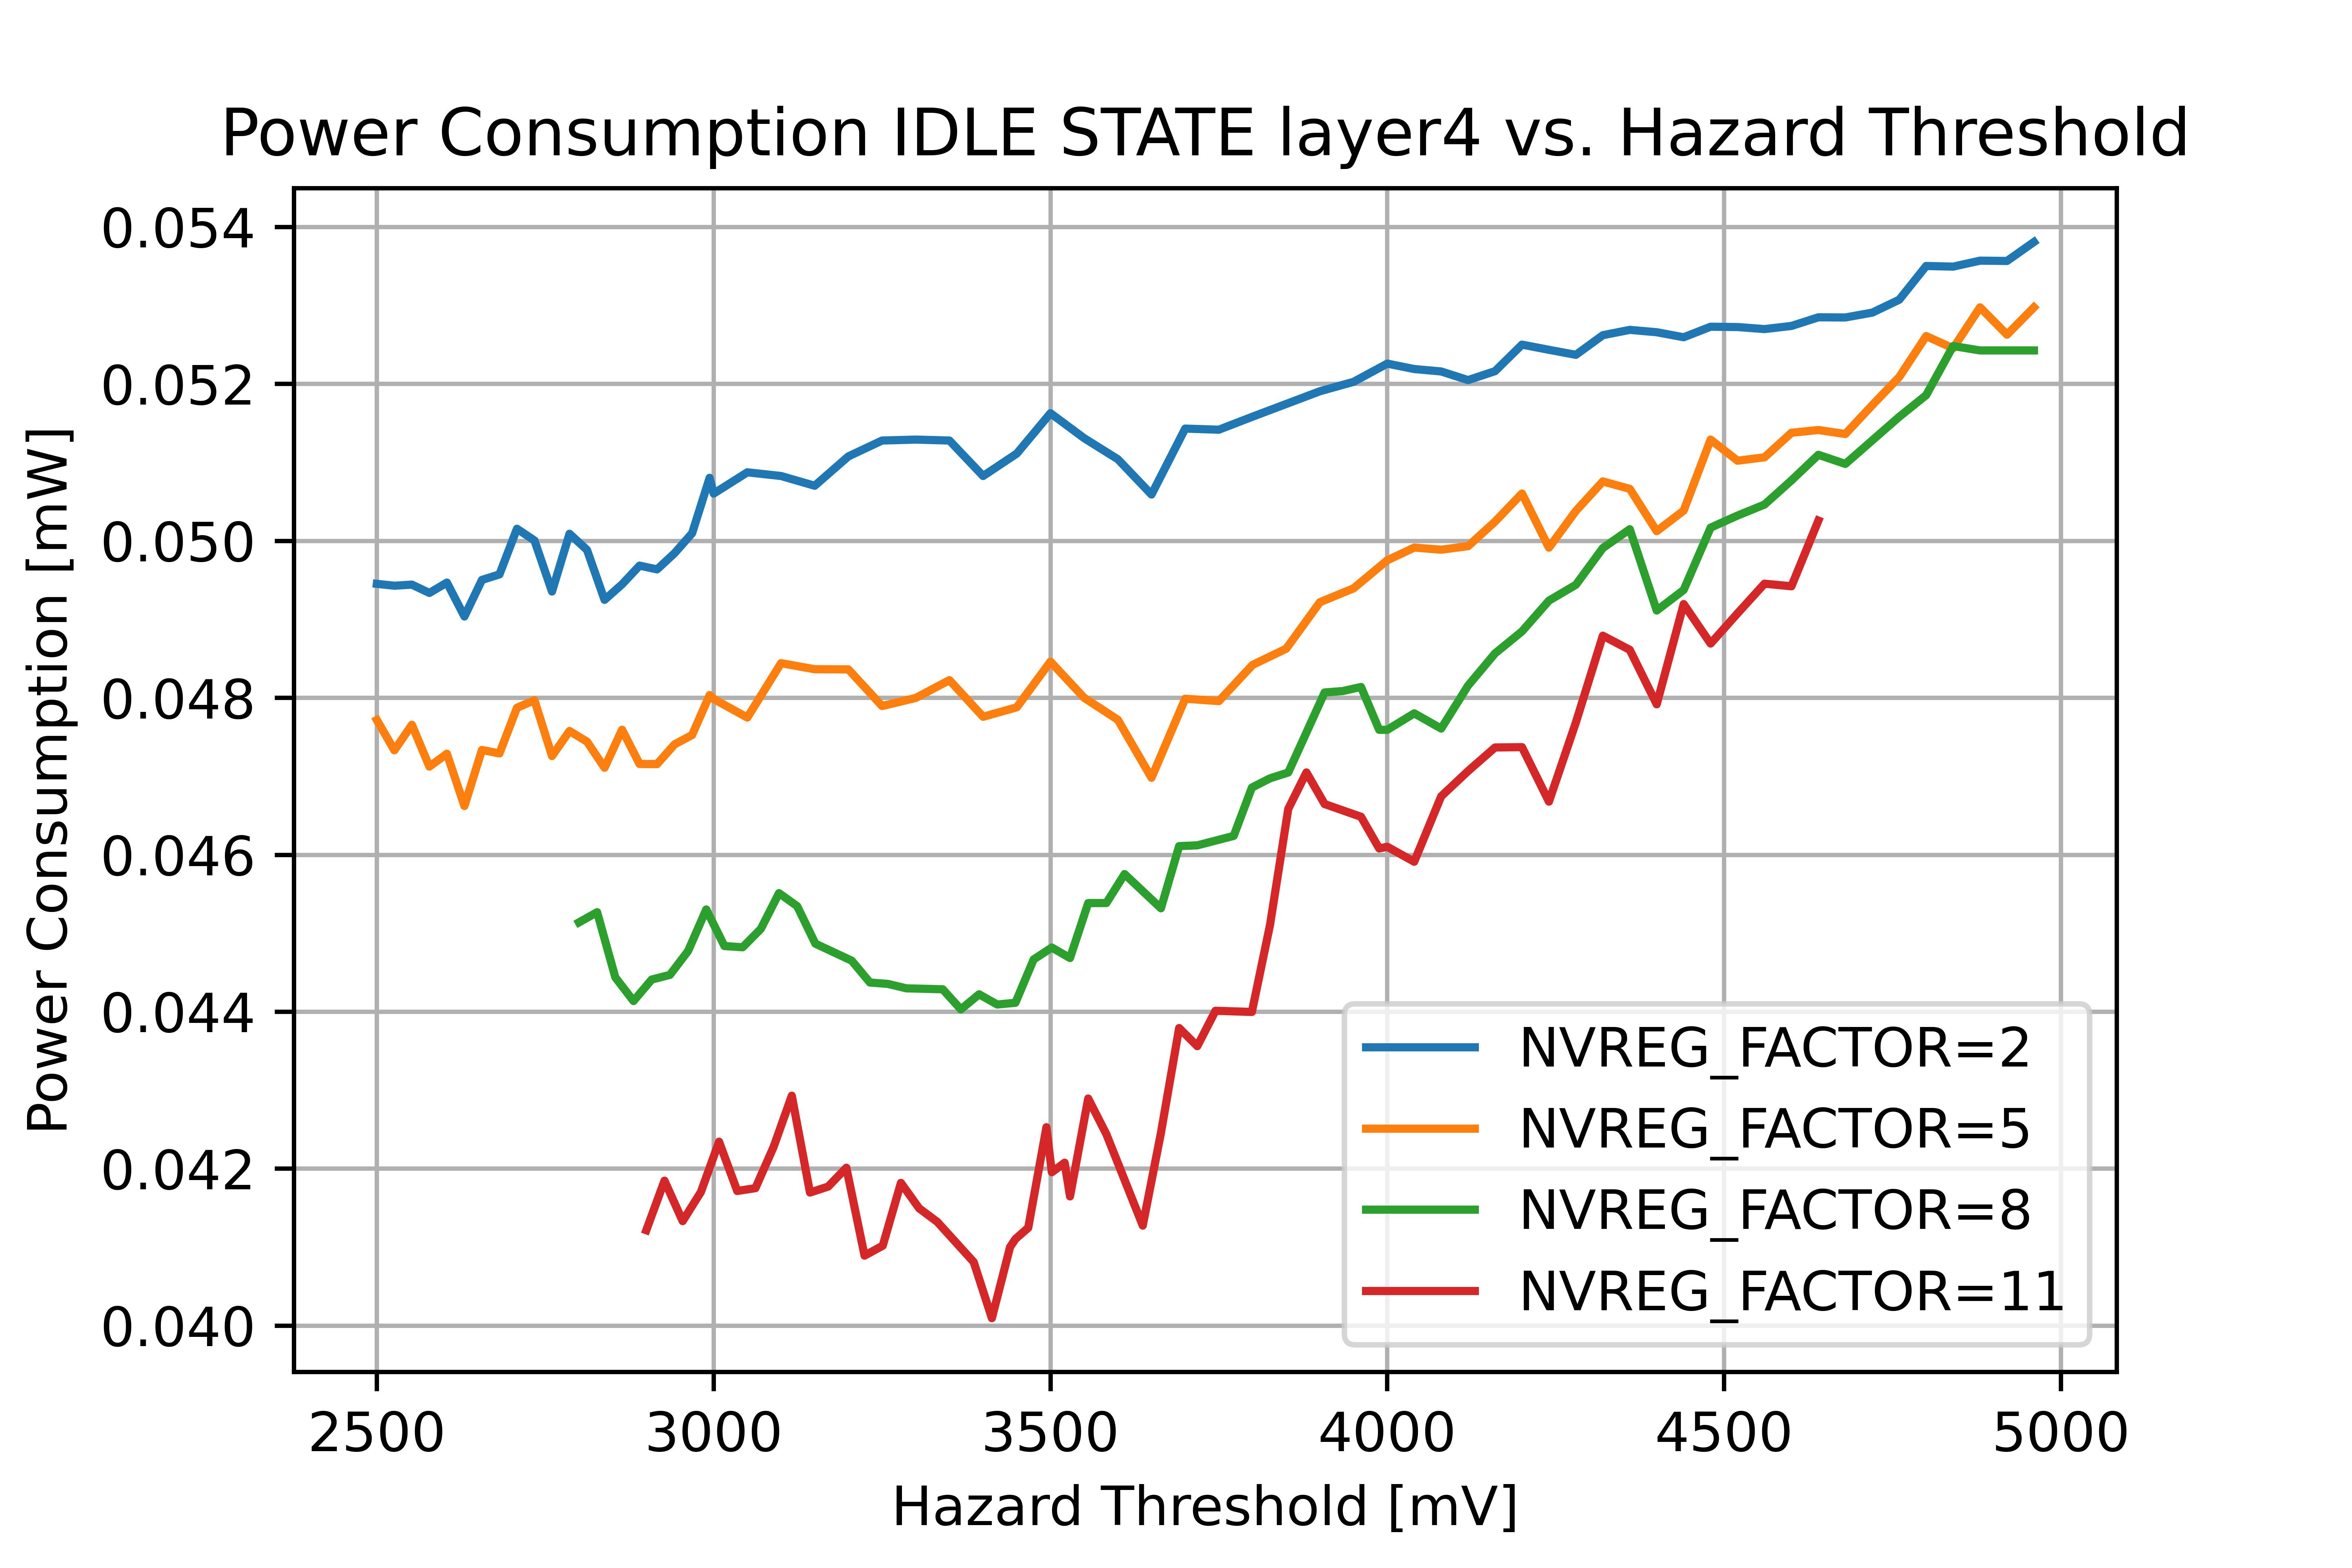 Power Consumption IDLE STATE layer4 vs. Hazard Threshold
Power Consumption [mW]
0.054
0.052
0.050
0.048
0.046
0.044
0.042
0.040
NVREG_FACTOR=2
NVREG_FACTOR=5
NVREG_FACTOR=8
NVREG_FACTOR=11
2500
3000
3500
4000
4500
5000
Hazard Threshold [mV]